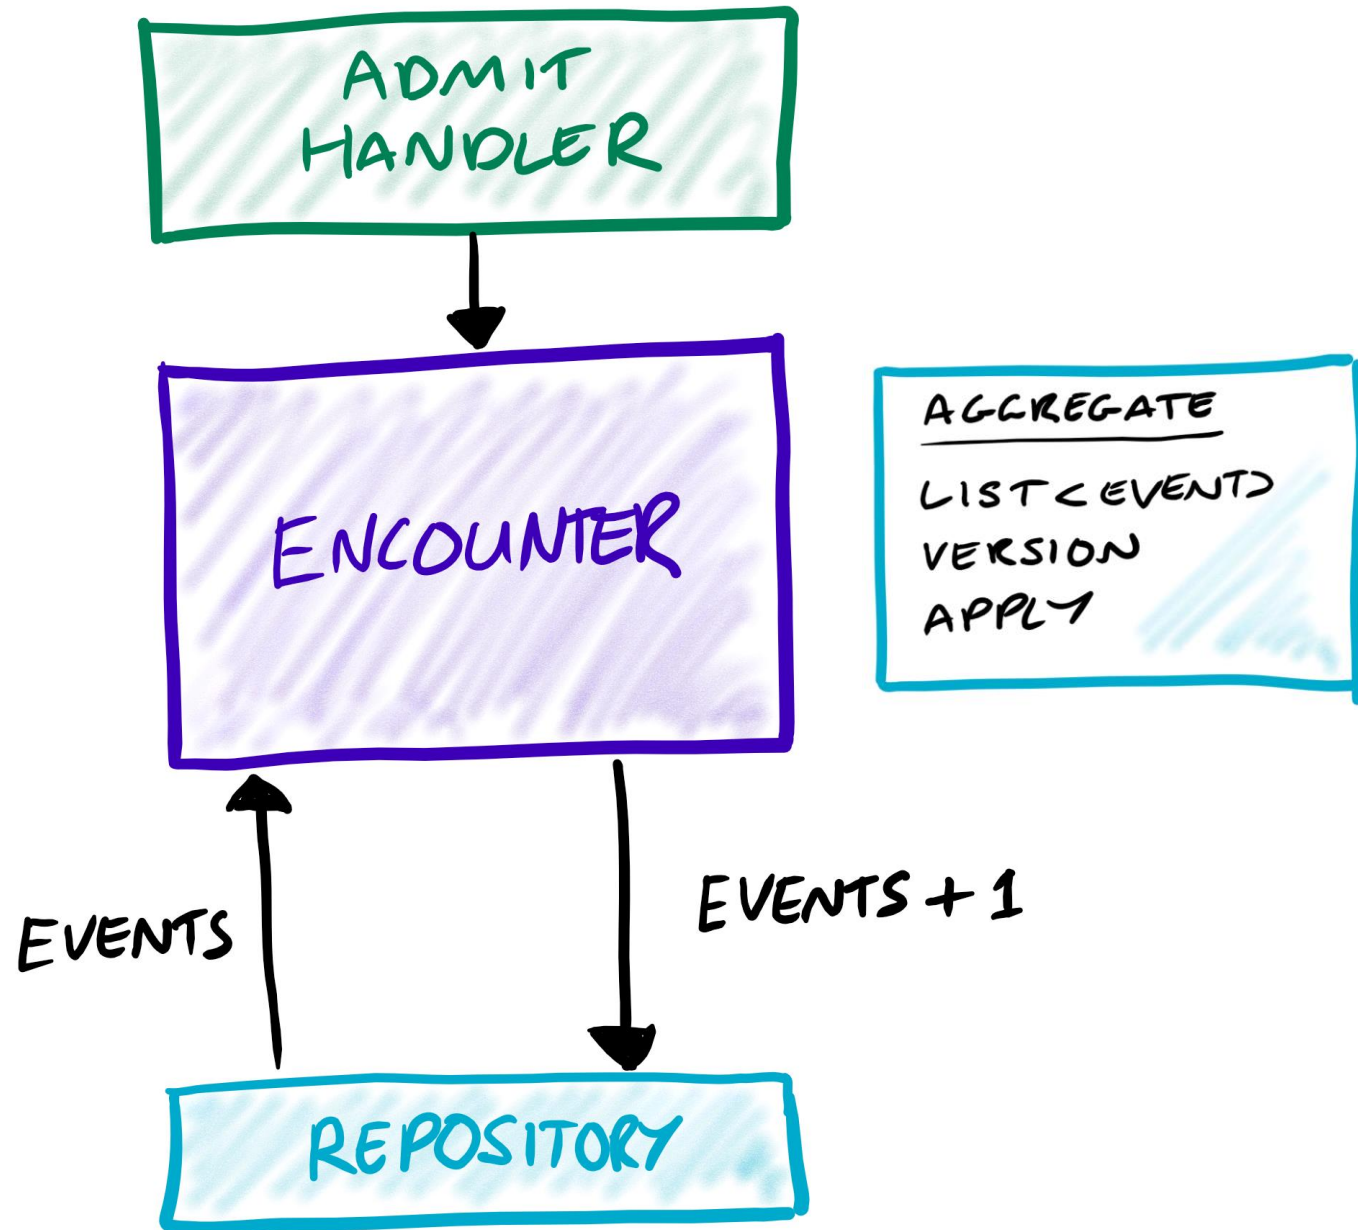 ADMIT
HANDLER
ENCOUNTER
AGGREGATE
LIST<EVENT>
VERSION
APPLY
EVENTS
EVENTS + 1
REPOSITORY